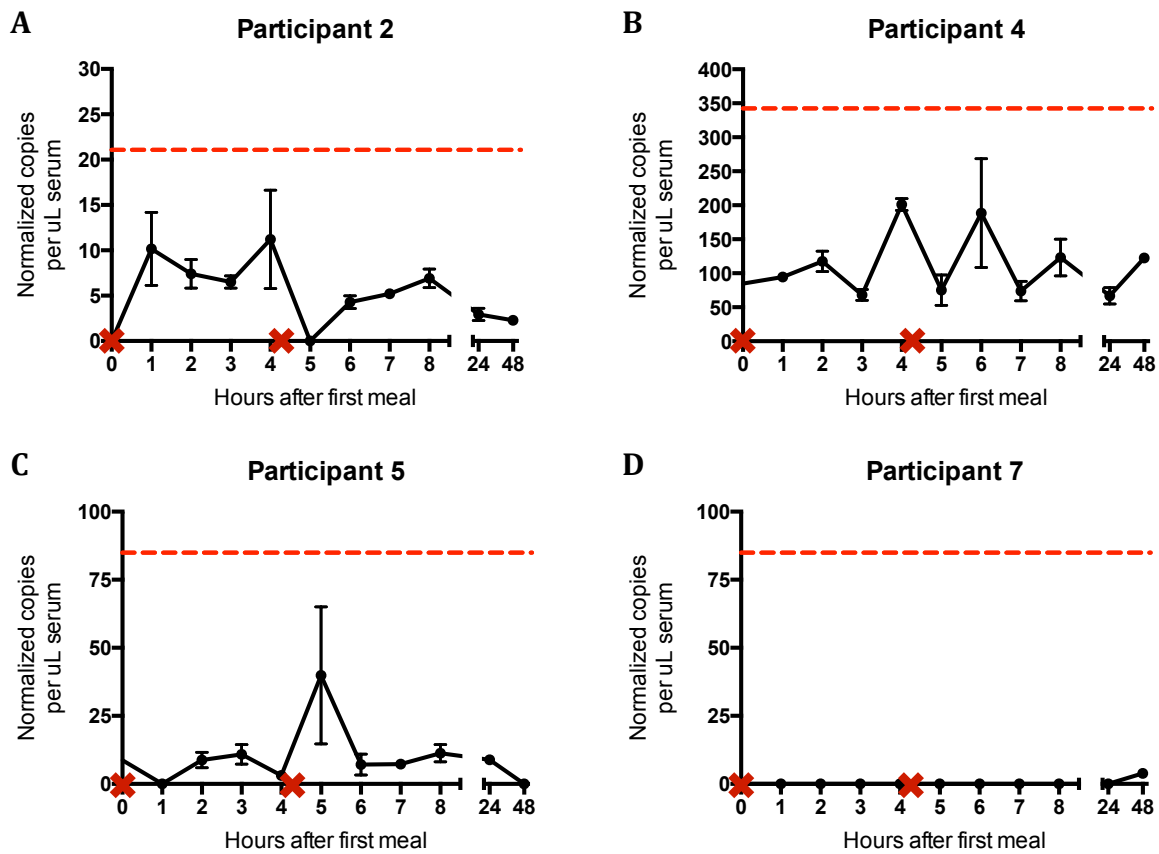 A
Participant 2
Normalized copies
per uL serum
30
25
20
15
10
5
0
0 1 2 3 4 5 6 7 8 24 48
Hours after first meal
B
Participant 4
Normalized copies
per uL serum
400
350
300
250
200
150
100
50
0
0 1 2 3 4 5 6 7 8 24 48
Hours after first meal
C
Participant 5
Normalized copies
per uL serum
100
75
50
25
0
0 1 2 3 4 5 6 7 8 24 48
Hours after first meal
D
Participant 7
Normalized copies
per uL serum
100
75
50
25
0
0 1 2 3 4 5 6 7 8 24 48
Hours after first meal